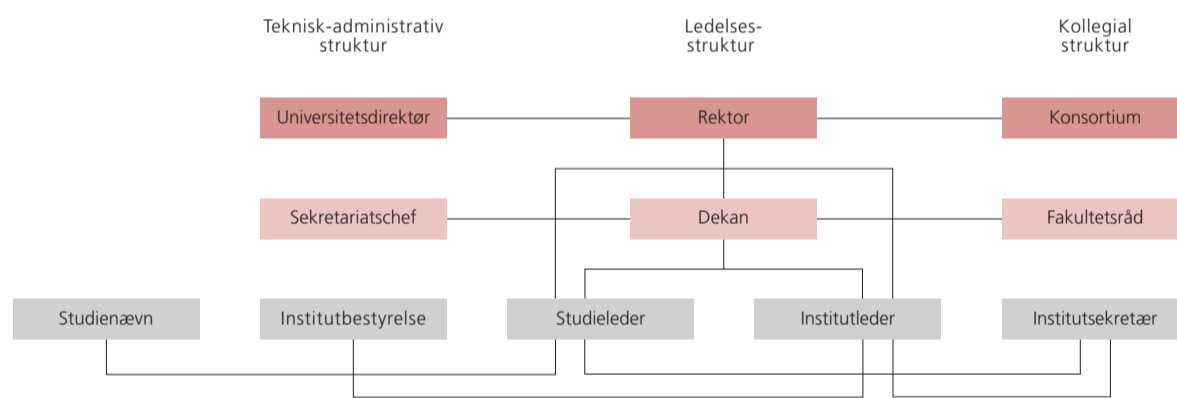 Teknisk-administrativ
struktur
Ledelses-
struktur
Kollegial
struktur
Universitetsdirektør
Rektor
Konsortium
Sekretariatschef
Dekan
Fakultetsråd
Studienævn
Institutbestyrelse
Studieleder
Institutleder
Institutsekretær